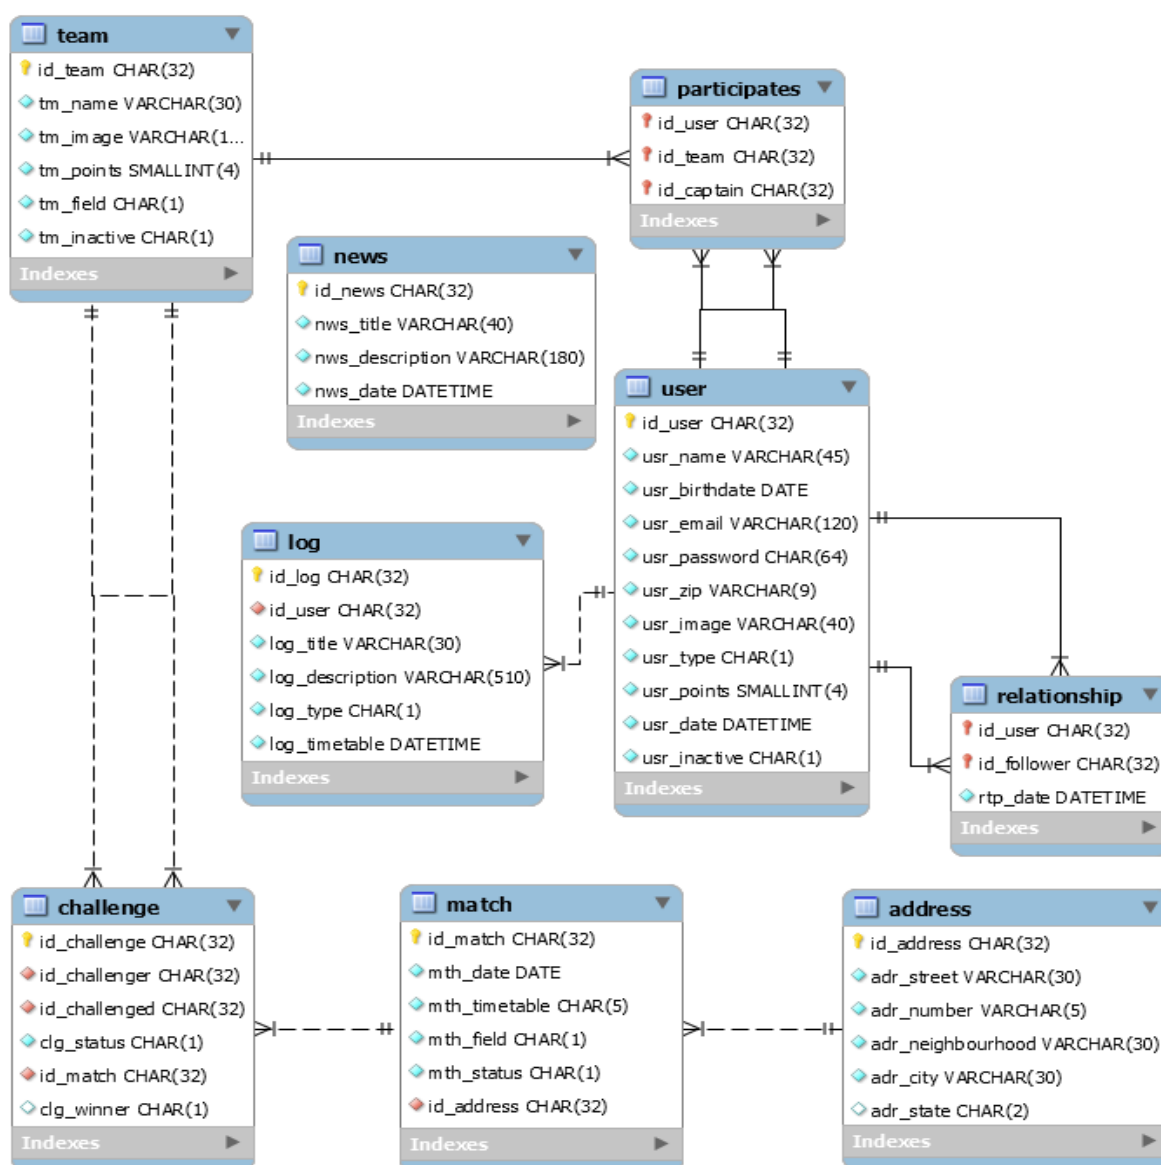 team
id_team CHAR(32)
tm_name VARCHAR(30)
tm_image VARCHAR(1...
tm_points SMALLINT(4)
tm_field CHAR(1)
tm_inactive CHAR(1)
Indexes
participates
id_user CHAR(32)
id_team CHAR(32)
id_captain CHAR(32)
Indexes
news
id_news CHAR(32)
nws_title VARCHAR(40)
nws_description VARCHAR(180)
nws_date DATETIME
Indexes
user
id_user CHAR(32)
usr_name VARCHAR(45)
usr_birthdate DATE
usr_email VARCHAR(120)
usr_password CHAR(64)
usr_zip VARCHAR(9)
usr_image VARCHAR(40)
usr_type CHAR(1)
usr_points SMALLINT(4)
usr_date DATETIME
usr_inactive CHAR(1)
Indexes
log
id_log CHAR(32)
id_user CHAR(32)
log_title VARCHAR(30)
log_description VARCHAR(510)
log_type CHAR(1)
log_timetable DATETIME
Indexes
relationship
id_user CHAR(32)
id_follower CHAR(32)
rtp_date DATETIME
Indexes
challenge
id_challenge CHAR(32)
id_challenger CHAR(32)
id_challenged CHAR(32)
clg_status CHAR(1)
id_match CHAR(32)
clg_winner CHAR(1)
Indexes
match
id_match CHAR(32)
mth_date DATE
mth_timetable CHAR(5)
mth_field CHAR(1)
mth_status CHAR(1)
id_address CHAR(32)
Indexes
address
id_address CHAR(32)
adr_street VARCHAR(30)
adr_number VARCHAR(5)
adr_neighbourhood VARCHAR(30)
adr_city VARCHAR(30)
adr_state CHAR(2)
Indexes